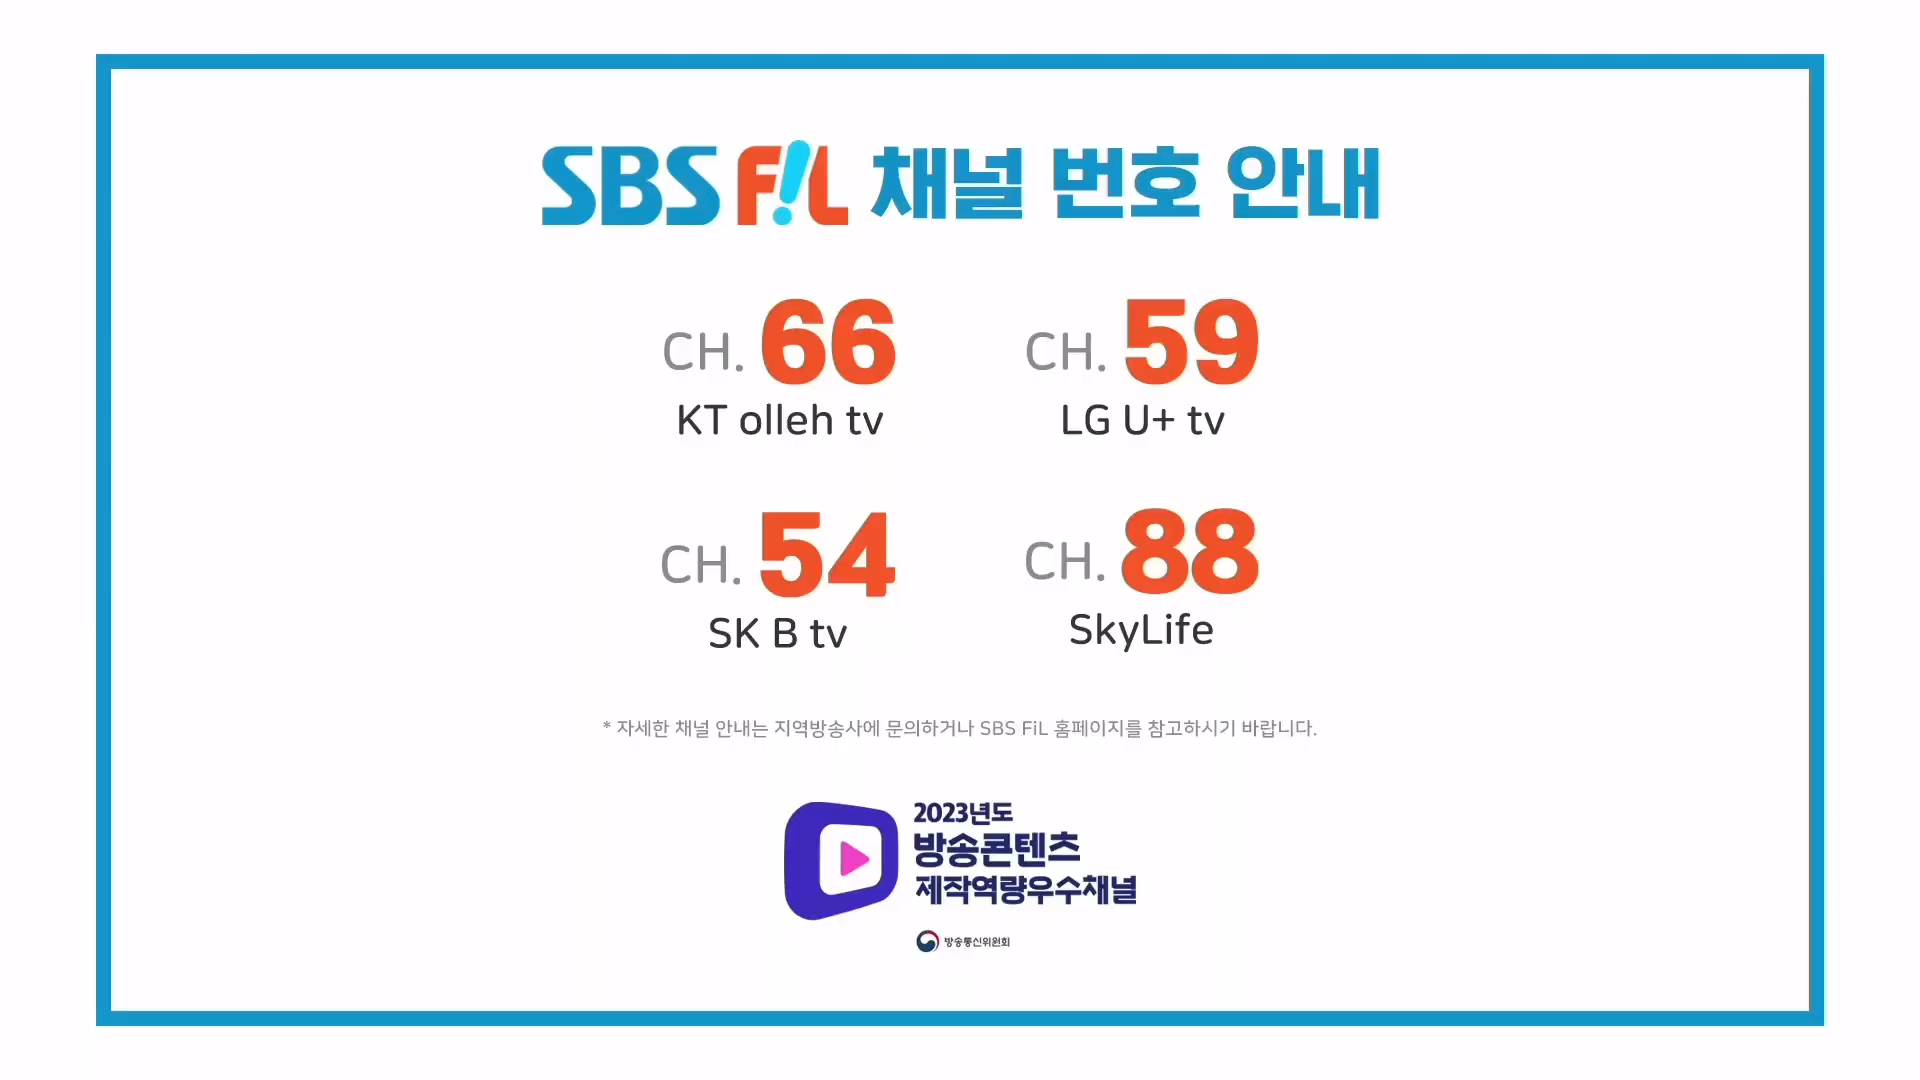 SBS F!L 채널 번호 안내
CH. 66
KT olleh tv
CH. 59
LG U+ tv
CH. 54
SK B tv
CH. 88
SkyLife
* 자세한 채널 안내는 지역방송사에 문의하거나 SBS FiL 홈페이지를 참고하시기 바랍니다.
2023년도
방송콘텐츠
제작역량우수채널
방송통신위원회